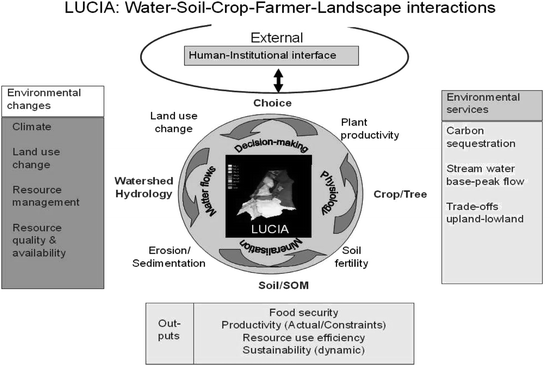 LUCIA: Water-Soil-Crop-Farmer-Landscape interactions
External
Human-Institutional interface
Environmental
changes
Climate
Land use
change
Resource
management
Resource
quality &
availability
Choice
Land use
change
Plant
productivity
Decision-making
Matter flows
Physiology
Mineralisation
LUCIA
Watershed
Hydrology
Crop/Tree
Erosion/
Sedimentation
Soil
fertility
Soil/SOM
Environmental
services
Carbon
sequestration
Stream water
base-peak flow
Trade-offs
upland-lowland
Out-
puts
Food security
Productivity (Actual/Constraints)
Resource use efficiency
Sustainability (dynamic)